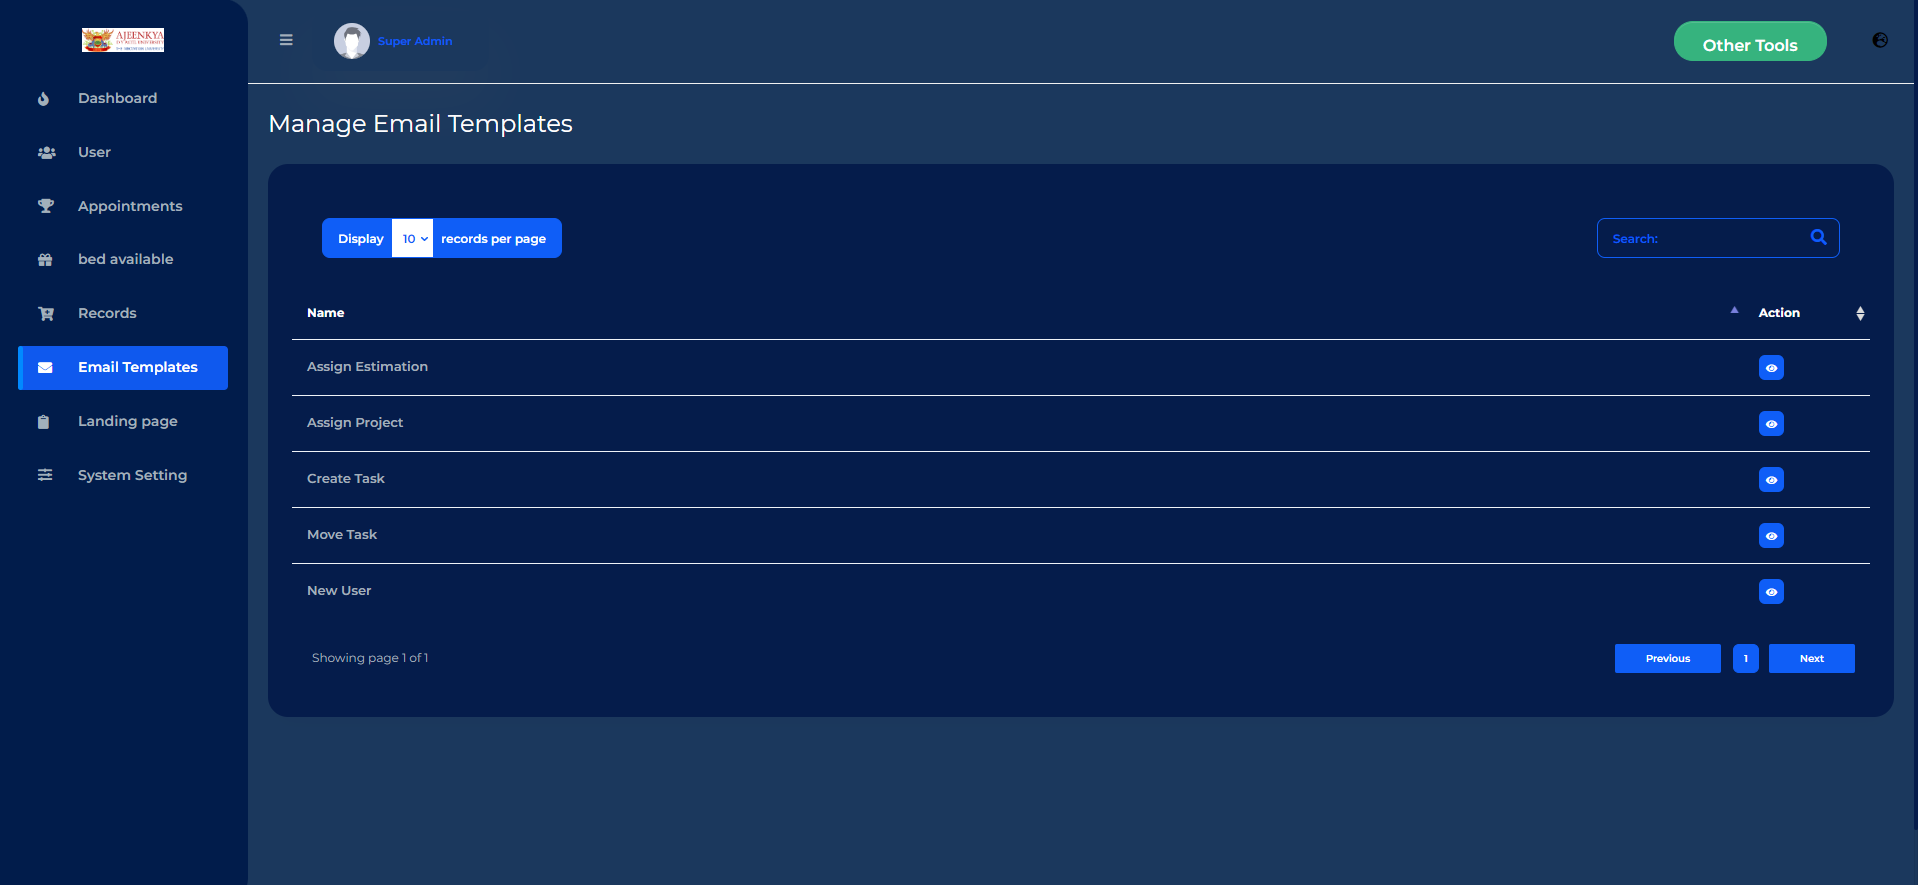 AJEENKYA
Super Admin
Other Tools
Dashboard
User
Appointments
bed available
Records
Email Templates
Landing page
System Setting
Manage Email Templates
Display 10 records per page
Search:
Name Action
Assign Estimation
Assign Project
Create Task
Move Task
New User
Showing page 1 of 1
Previous 1 Next